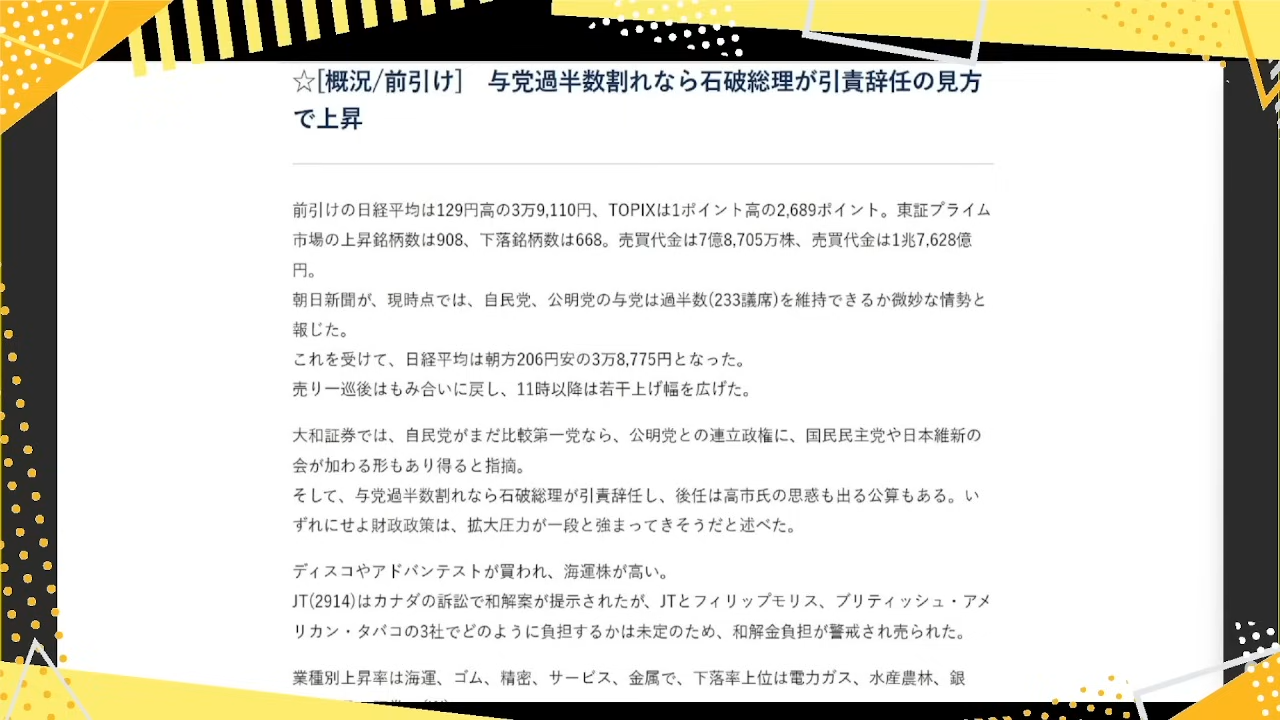 ☆[概況/前引け]　与党過半数割れなら石破総理が引責辞任の見方
で上昇
前引けの日経平均は129円高の3万9,110円、TOPIXは1ポイント高の2,689ポイント。東証プライム
市場の上昇銘柄数は908、下落銘柄数は668。売買代金は7億8,705万株、売買代金は1兆7,628億
円。
朝日新聞が、現時点では、自民党、公明党の与党は過半数(233議席)を維持できるか微妙な情勢と
報じた。
これを受けて、日経平均は朝方206円安の3万8,775円となった。
売り一巡後はもみ合いに戻し、11時以降は若干上げ幅を広げた。
大和証券では、自民党がまだ比較第一党なら、公明党との連立政権に、国民民主党や日本維新の
会が加わる形もあり得ると指摘。
そして、与党過半数割れなら石破総理が引責辞任し、後任は高市氏の思惑も出る公算もある。い
ずれにせよ財政政策は、拡大圧力が一段と強まってきそうだと述べた。
ディスコやアドバンテストが買われ、海運株が高い。
JT(2914)はカナダの訴訟で和解案が提示されたが、JTとフィリップモリス、ブリティッシュ・アメ
リカン・タバコの3社でどのように負担するかは未定のため、和解金負担が警戒され売られた。
業種別上昇率は海運、ゴム、精密、サービス、金属で、下落率上位は電力ガス、水産農林、銀